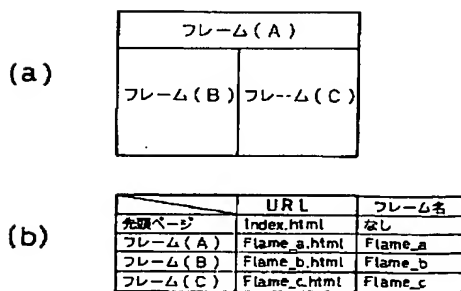 (a)
フレーム(A)
フレーム(B) フレーム(C)
(b)
URL フレーム名
先頭ページ Index.html なし
フレーム(A) Flame_a.html Flame_a
フレーム(B) Flame_b.html Flame_b
フレーム(C) Flame_c.html Flame_c